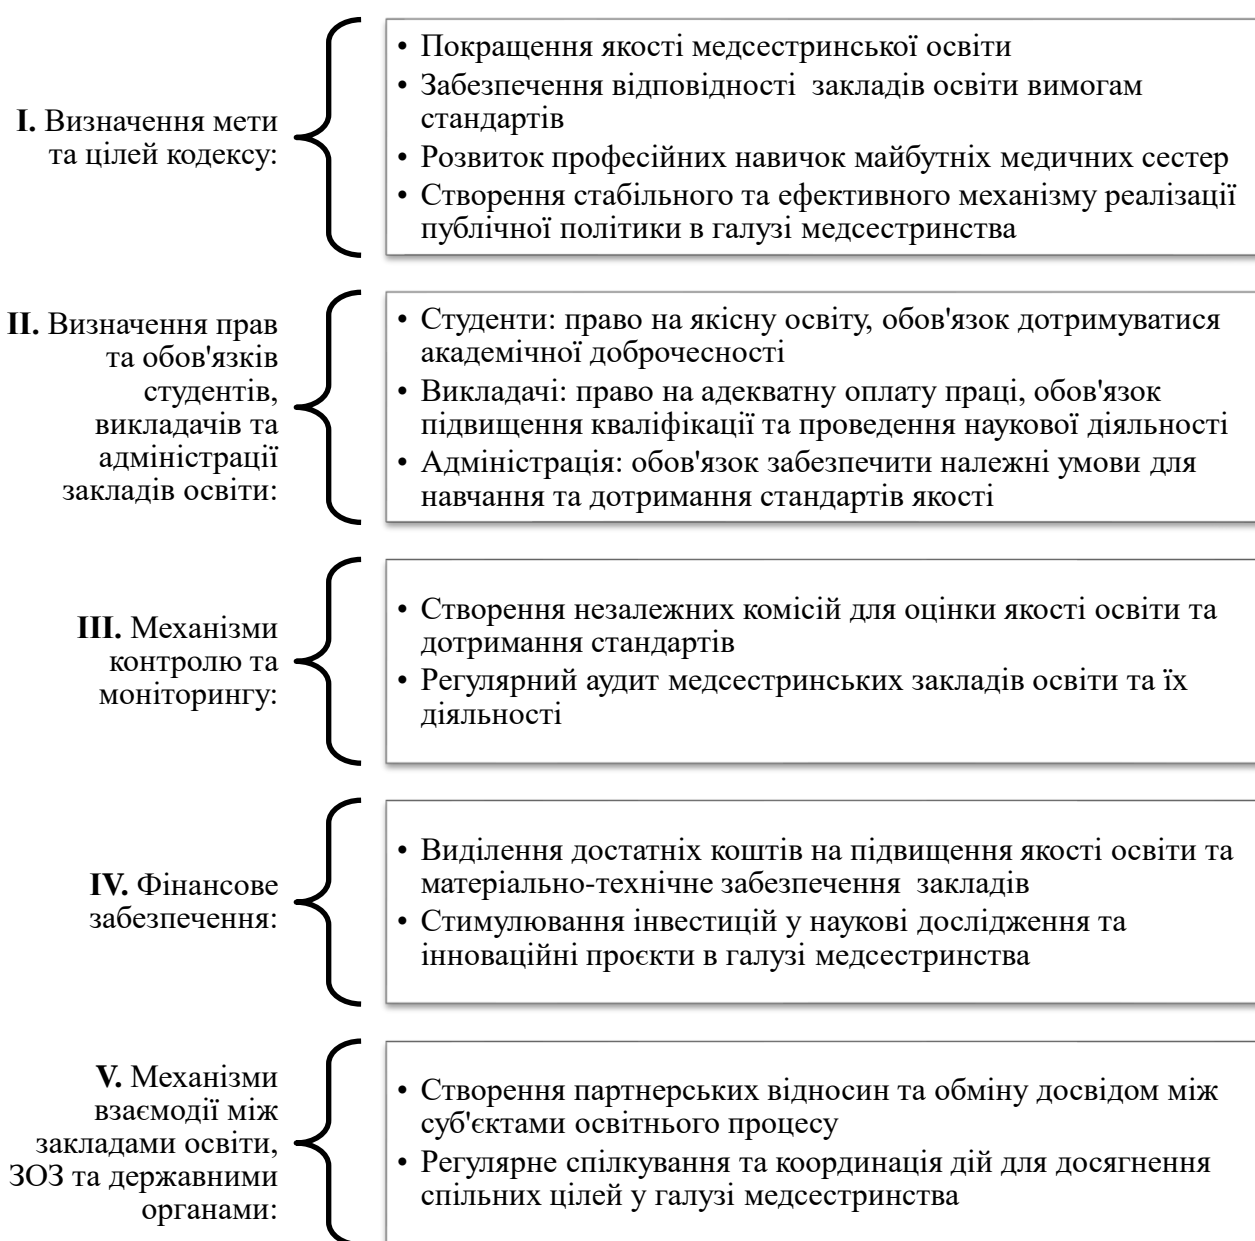 I. Визначення мети
та цілей кодексу:
• Покращення якості медсестринської освіти
• Забезпечення відповідності закладів освіти вимогам
стандартів
• Розвиток професійних навичок майбутніх медичних сестер
• Створення стабільного та ефективного механізму реалізації
публічної політики в галузі медсестринства
II. Визначення прав
та обов'язків
студентів,
викладачів та
адміністрації
закладів освіти:
• Студенти: право на якісну освіту, обов'язок дотримуватися
академічної доброчесності
• Викладачі: право на адекватну оплату праці, обов'язок
підвищення кваліфікації та проведення наукової діяльності
• Адміністрація: обов'язок забезпечити належні умови для
навчання та дотримання стандартів якості
III. Механізми
контролю та
моніторингу:
• Створення незалежних комісій для оцінки якості освіти та
дотримання стандартів
• Регулярний аудит медсестринських закладів освіти та їх
діяльності
IV. Фінансове
забезпечення:
• Виділення достатніх коштів на підвищення якості освіти та
матеріально-технічне забезпечення закладів
• Стимулювання інвестицій у наукові дослідження та
інноваційні проєкти в галузі медсестринства
V. Механізми
взаємодії між
закладами освіти,
ЗОЗ та державними
органами:
• Створення партнерських відносин та обміну досвідом між
суб'єктами освітнього процесу
• Регулярне спілкування та координація дій для досягнення
спільних цілей у галузі медсестринства